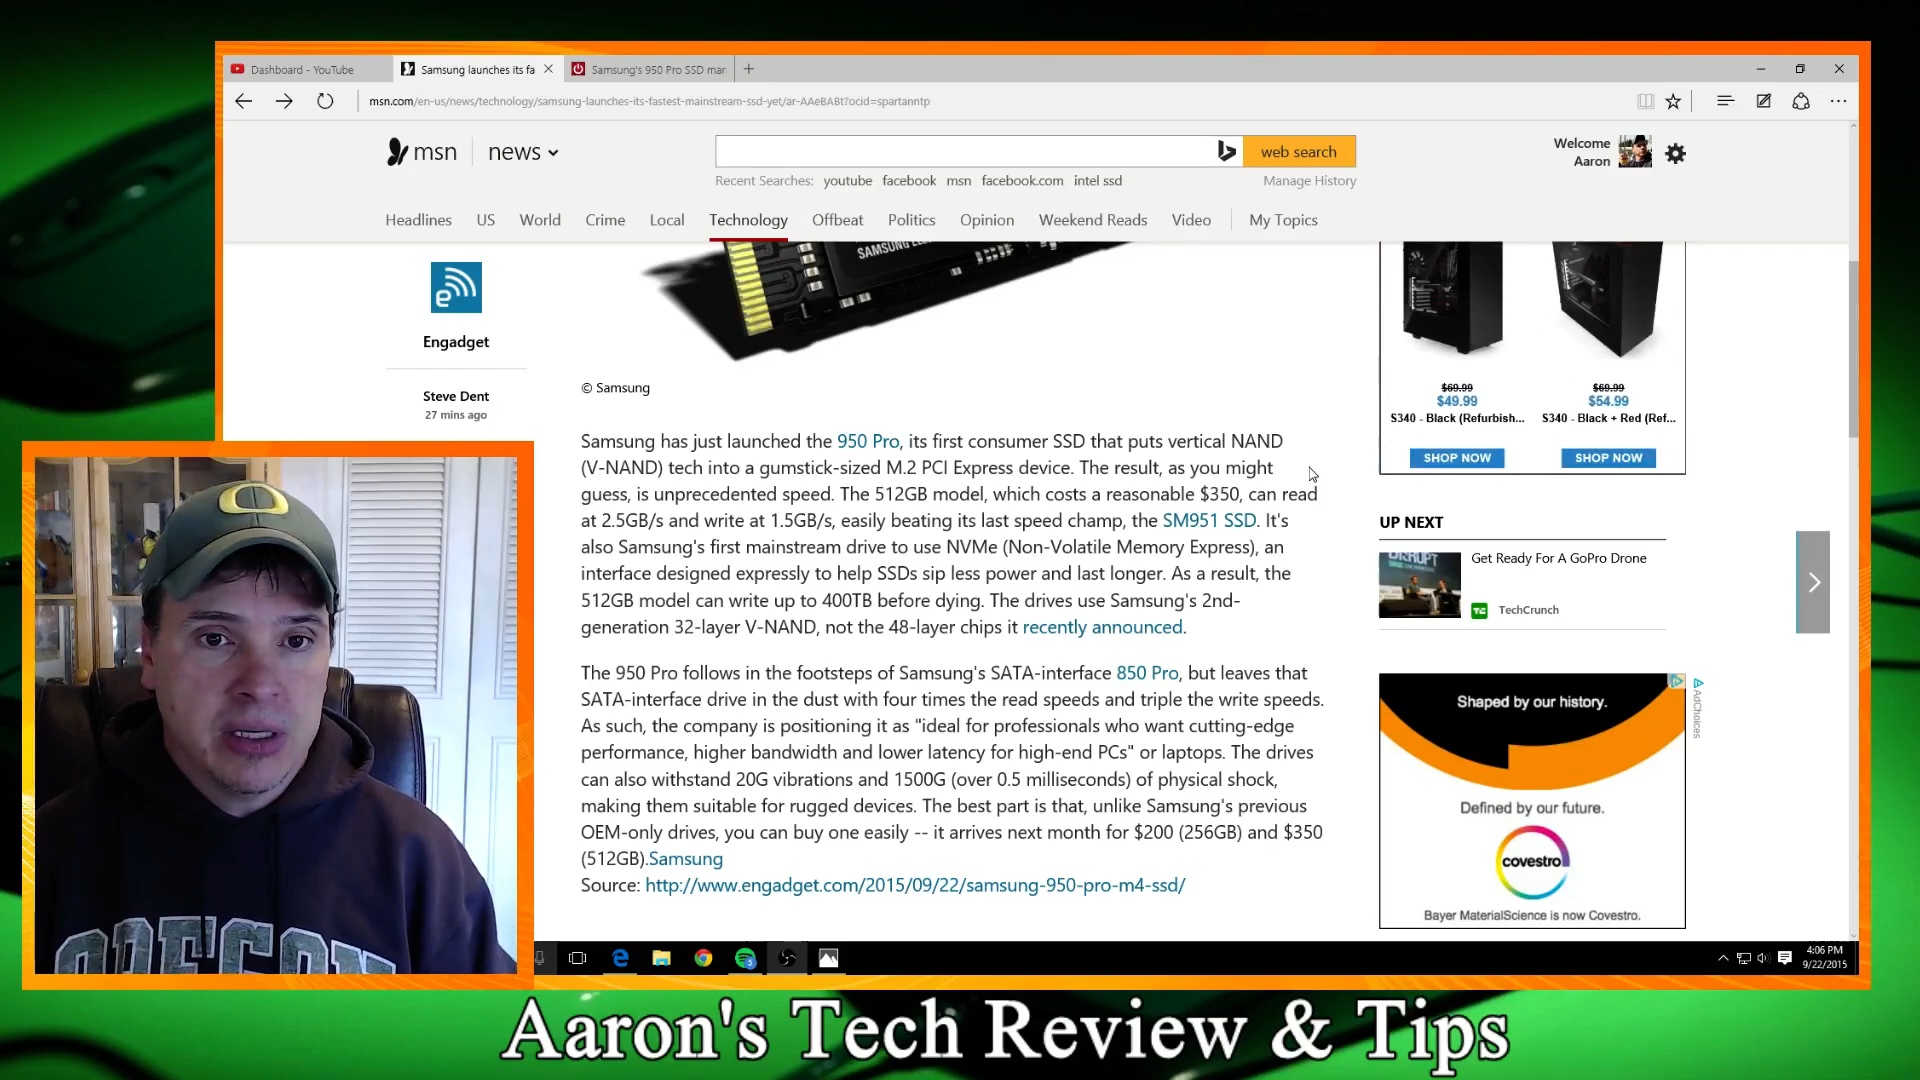 Dashboard - YouTube
Samsung launches its fa
Samsung's 950 Pro SSD mar
msn.com/en-us/news/technology/samsung-launches-its-fastest-mainstream-ssd-yet/ar-AAeBABt?ocid=spartanntp
msn
news
web search
Welcome
Aaron
Recent Searches: youtube facebook msn facebook.com intel ssd
Manage History
Headlines US World Crime Local Technology Offbeat Politics Opinion Weekend Reads Video My Topics
Engadget
Steve Dent
27 mins ago
© Samsung
Samsung has just launched the 950 Pro, its first consumer SSD that puts vertical NAND
(V-NAND) tech into a gumstick-sized M.2 PCI Express device. The result, as you might
guess, is unprecedented speed. The 512GB model, which costs a reasonable $350, can read
at 2.5GB/s and write at 1.5GB/s, easily beating its last speed champ, the SM951 SSD. It's
also Samsung's first mainstream drive to use NVMe (Non-Volatile Memory Express), an
interface designed expressly to help SSDs sip less power and last longer. As a result, the
512GB model can write up to 400TB before dying. The drives use Samsung's 2nd-
generation 32-layer V-NAND, not the 48-layer chips it recently announced.
The 950 Pro follows in the footsteps of Samsung's SATA-interface 850 Pro, but leaves that
SATA-interface drive in the dust with four times the read speeds and triple the write speeds.
As such, the company is positioning it as "ideal for professionals who want cutting-edge
performance, higher bandwidth and lower latency for high-end PCs" or laptops. The drives
can also withstand 20G vibrations and 1500G (over 0.5 milliseconds) of physical shock,
making them suitable for rugged devices. The best part is that, unlike Samsung's previous
OEM-only drives, you can buy one easily -- it arrives next month for $200 (256GB) and $350
(512GB).Samsung
Source: http://www.engadget.com/2015/09/22/samsung-950-pro-m4-ssd/
$69.99
$49.99
S340 - Black (Refurbish...
SHOP NOW
$69.99
$54.99
S340 - Black + Red (Ref...
SHOP NOW
UP NEXT
Get Ready For A GoPro Drone
TechCrunch
Shaped by our history.
Defined by our future.
covestro
Bayer MaterialScience is now Covestro.
AdChoices
4:06 PM
9/22/2015
OREGON
Aaron's Tech Review & Tips